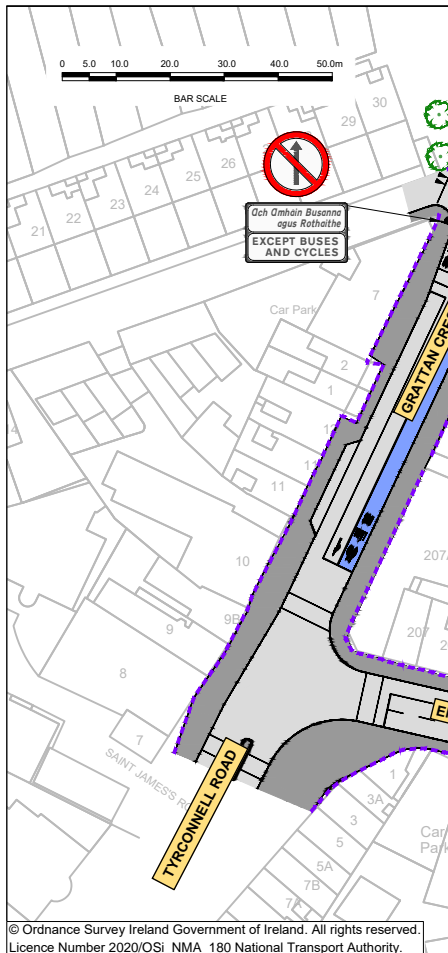 0 5.0 10.0 20.0 30.0 40.0 50.0m
BAR SCALE
30
29
26
25
24
23
22
21
Ach Amháin Busanna
agus Rothaithe
EXCEPT BUSES
AND CYCLES
7
Car Park
GRATTAN CRE
2
1
11
11
10
207A
207
9B
9
8
7
SAINT JAMES'S RO
TYRCONNELL ROAD
1
3A
3
5
5A
7B
7A
Car
Park
© Ordnance Survey Ireland Government of Ireland. All rights reserved.
Licence Number 2020/OSi_NMA_180 National Transport Authority.